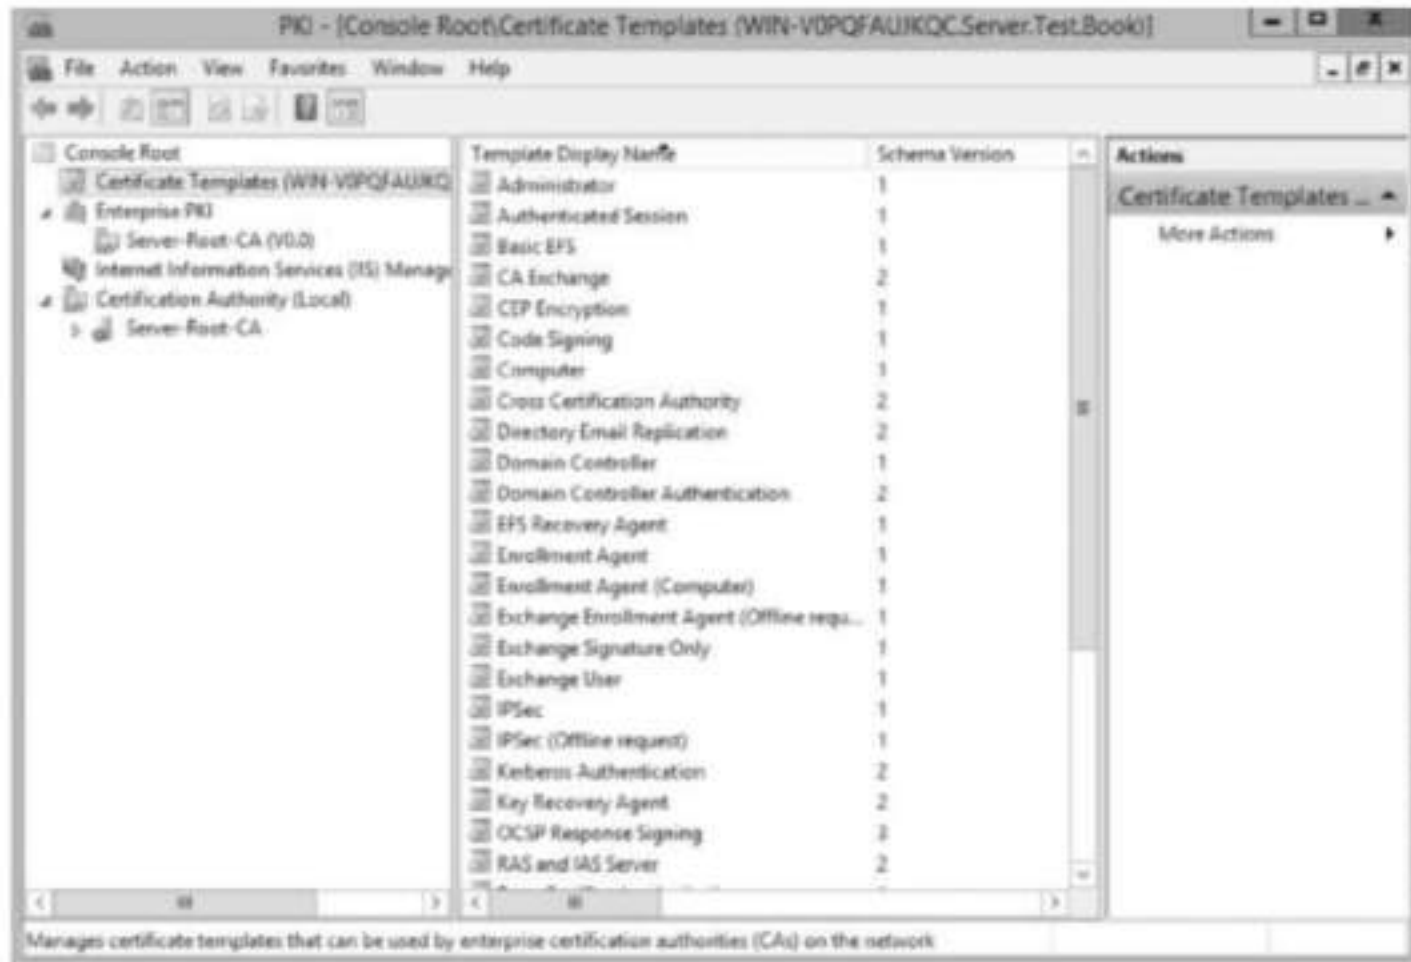 PKI - [Console Root\Certificate Templates (WIN-V0PQFAUJKQC.Server.Test.Book)]
File Action View Favorites Window Help
Console Root
Certificate Templates (WIN-V0PQFAUJKQ
Enterprise PKI
Server-Root-CA (V0.0)
Internet Information Services (IIS) Manage
Certification Authority (Local)
Server-Root-CA
Template Display Name Schema Version
Administrator 1
Authenticated Session 1
Basic EFS 1
CA Exchange 2
CEP Encryption 1
Code Signing 1
Computer 1
Cross Certification Authority 2
Directory Email Replication 2
Domain Controller 1
Domain Controller Authentication 2
EFS Recovery Agent 1
Enrollment Agent 1
Enrollment Agent (Computer) 1
Exchange Enrollment Agent (Offline requ... 1
Exchange Signature Only 1
Exchange User 1
IPSec 1
IPSec (Offline request) 1
Kerberos Authentication 2
Key Recovery Agent 2
OCSP Response Signing 3
RAS and IAS Server 2
Actions
Certificate Templates ...
More Actions
Manages certificate templates that can be used by enterprise certification authorities (CAs) on the network